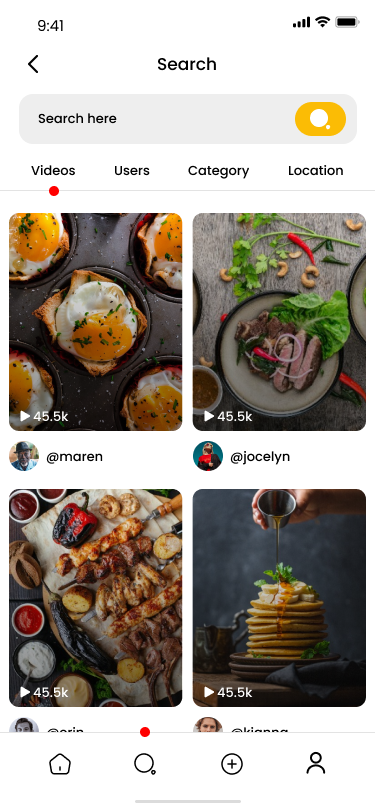 9:41
Search
Search here
Videos Users Category Location
45.5k 45.5k
@maren @jocelyn
45.5k 45.5k
@erin @kianna